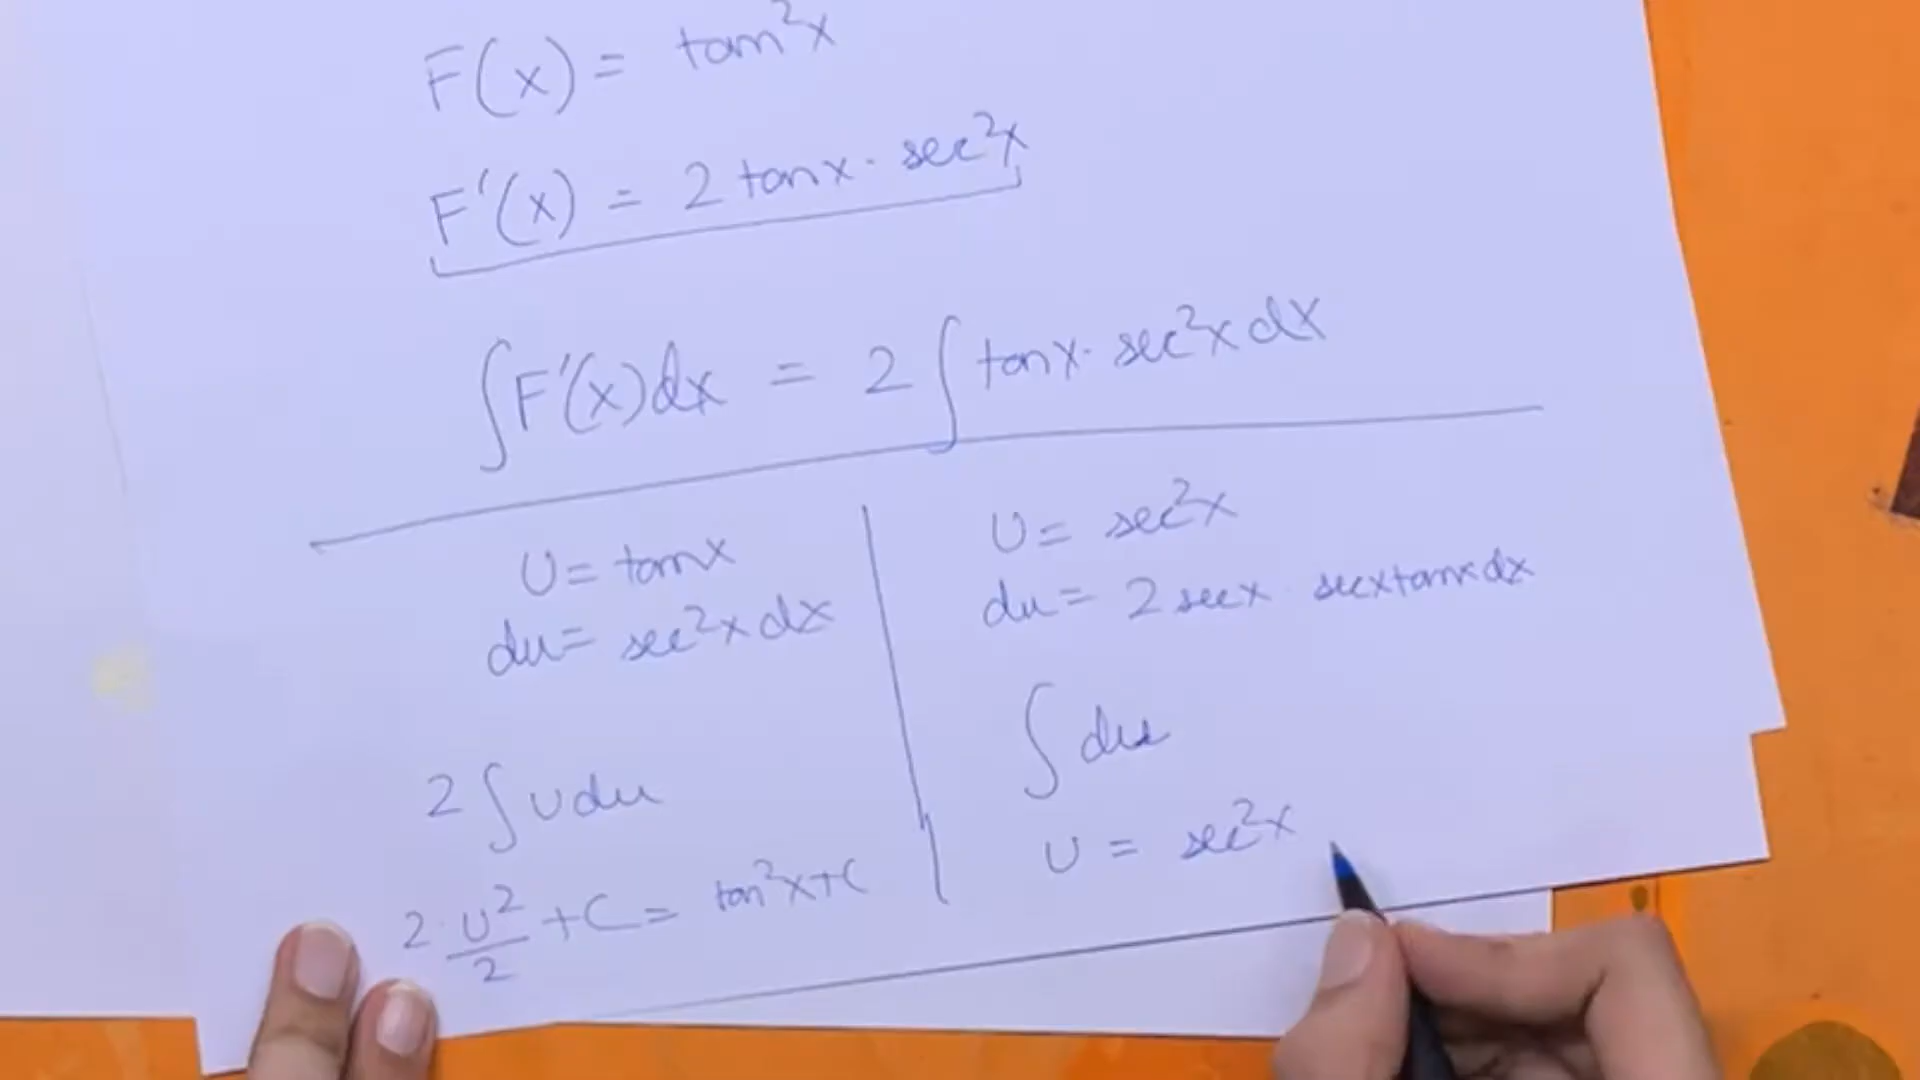 F(x) = tan²x
F'(x) = 2 tanx · sec²x
∫F'(x)dx = 2 ∫tanx · sec²x dx
U = tanx
du = sec²x dx
2 ∫ u du
2 · U²/2 + C = tan²x + C
U = sec²x
du = 2 secx · secxtanx dx
∫ du
U = sec²x